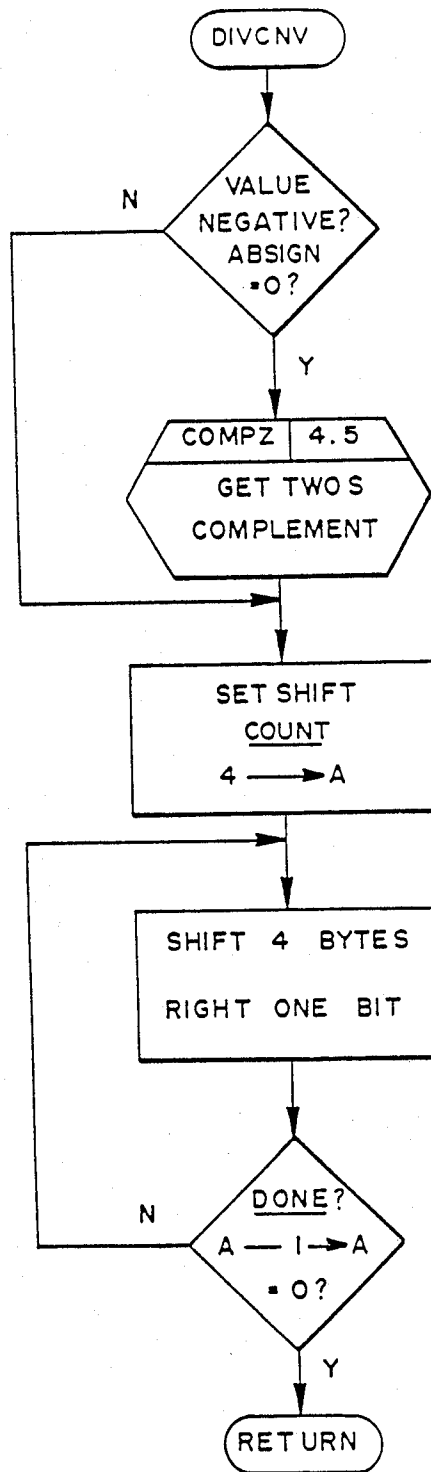 DIVCNV
VALUE
NEGATIVE?
ABSIGN
=0?
N
Y
COMPZ 4.5
GET TWOS
COMPLEMENT
SET SHIFT
COUNT
4 → A
SHIFT 4 BYTES
RIGHT ONE BIT
DONE?
A — 1 → A
= 0?
N
Y
RETURN